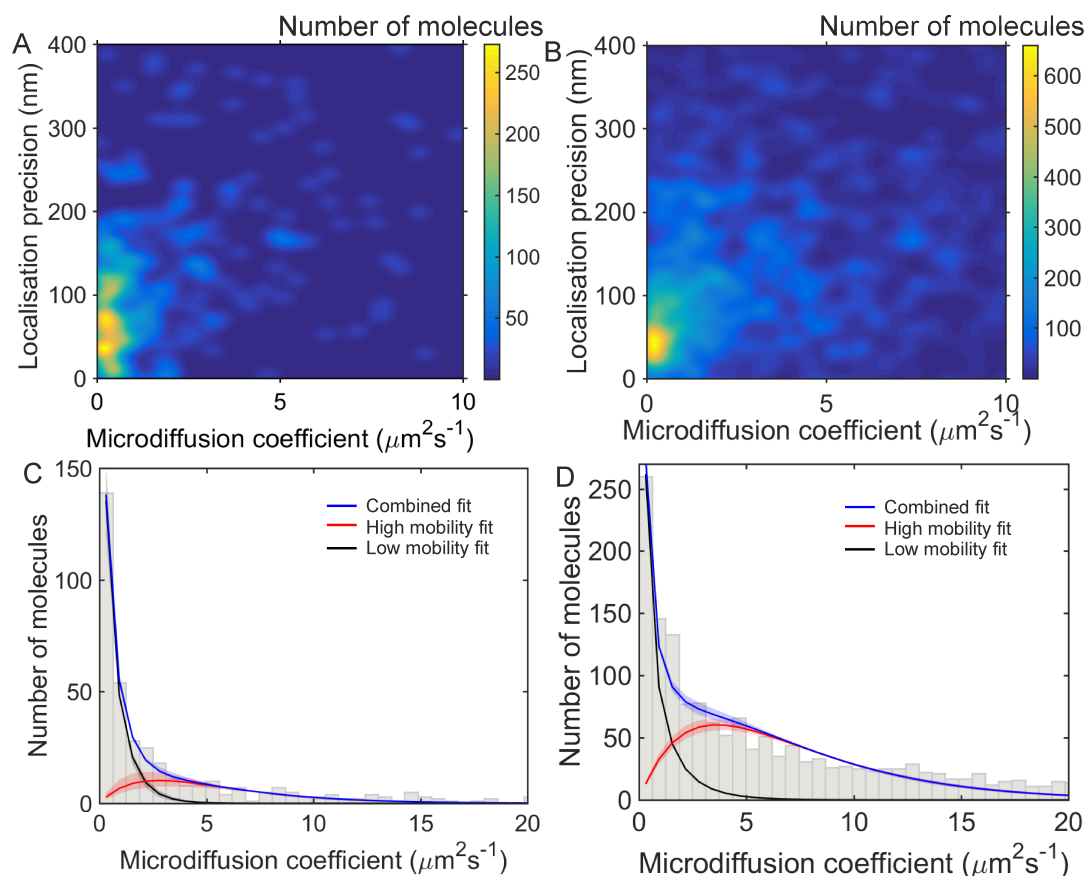 Number of molecules
A
400
300
200
100
0
0
5
10
250
200
150
100
50
Localisation precision (nm)
Microdiffusion coefficient (μm²s⁻¹)
Number of molecules
B
400
300
200
100
0
0
5
10
600
500
400
300
200
100
Localisation precision (nm)
Microdiffusion coefficient (μm²s⁻¹)
C
150
100
50
0
0
5
10
15
20
Combined fit
High mobility fit
Low mobility fit
Number of molecules
Microdiffusion coefficient (μm²s⁻¹)
D
250
200
150
100
50
0
0
5
10
15
20
Combined fit
High mobility fit
Low mobility fit
Number of molecules
Microdiffusion coefficient (μm²s⁻¹)